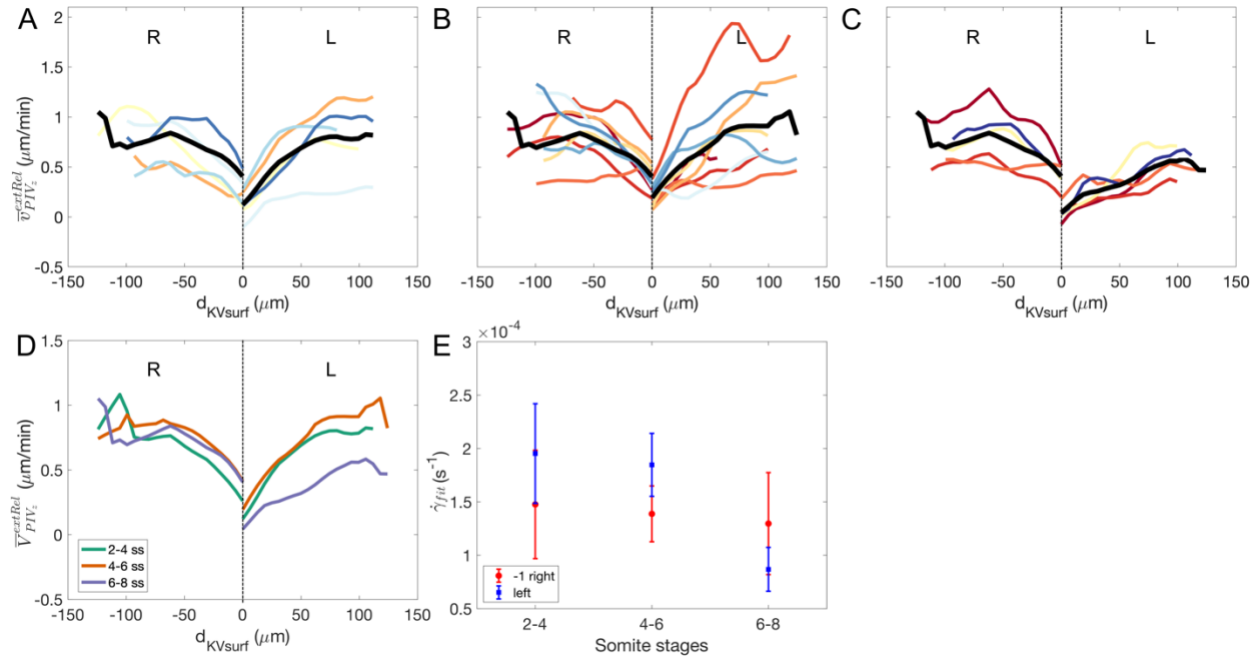 A
R
L
2
1.5
1
0.5
0
-0.5
-150 -100 -50 0 50 100 150
d_KVsurf (μm)
v̅^extRel_PIV_z (μm/min)
B
R
L
-150 -100 -50 0 50 100 150
d_KVsurf (μm)
C
R
L
-150 -100 -50 0 50 100 150
d_KVsurf (μm)
D
R
L
1.5
1
0.5
0
-0.5
-150 -100 -50 0 50 100 150
d_KVsurf (μm)
V̅^extRel_PIV_z (μm/min)
2-4 ss
4-6 ss
6-8 ss
E
×10^-4
3
2.5
2
1.5
1
0.5
γ̇_fit (s^-1)
-1 right
left
2-4 4-6 6-8
Somite stages